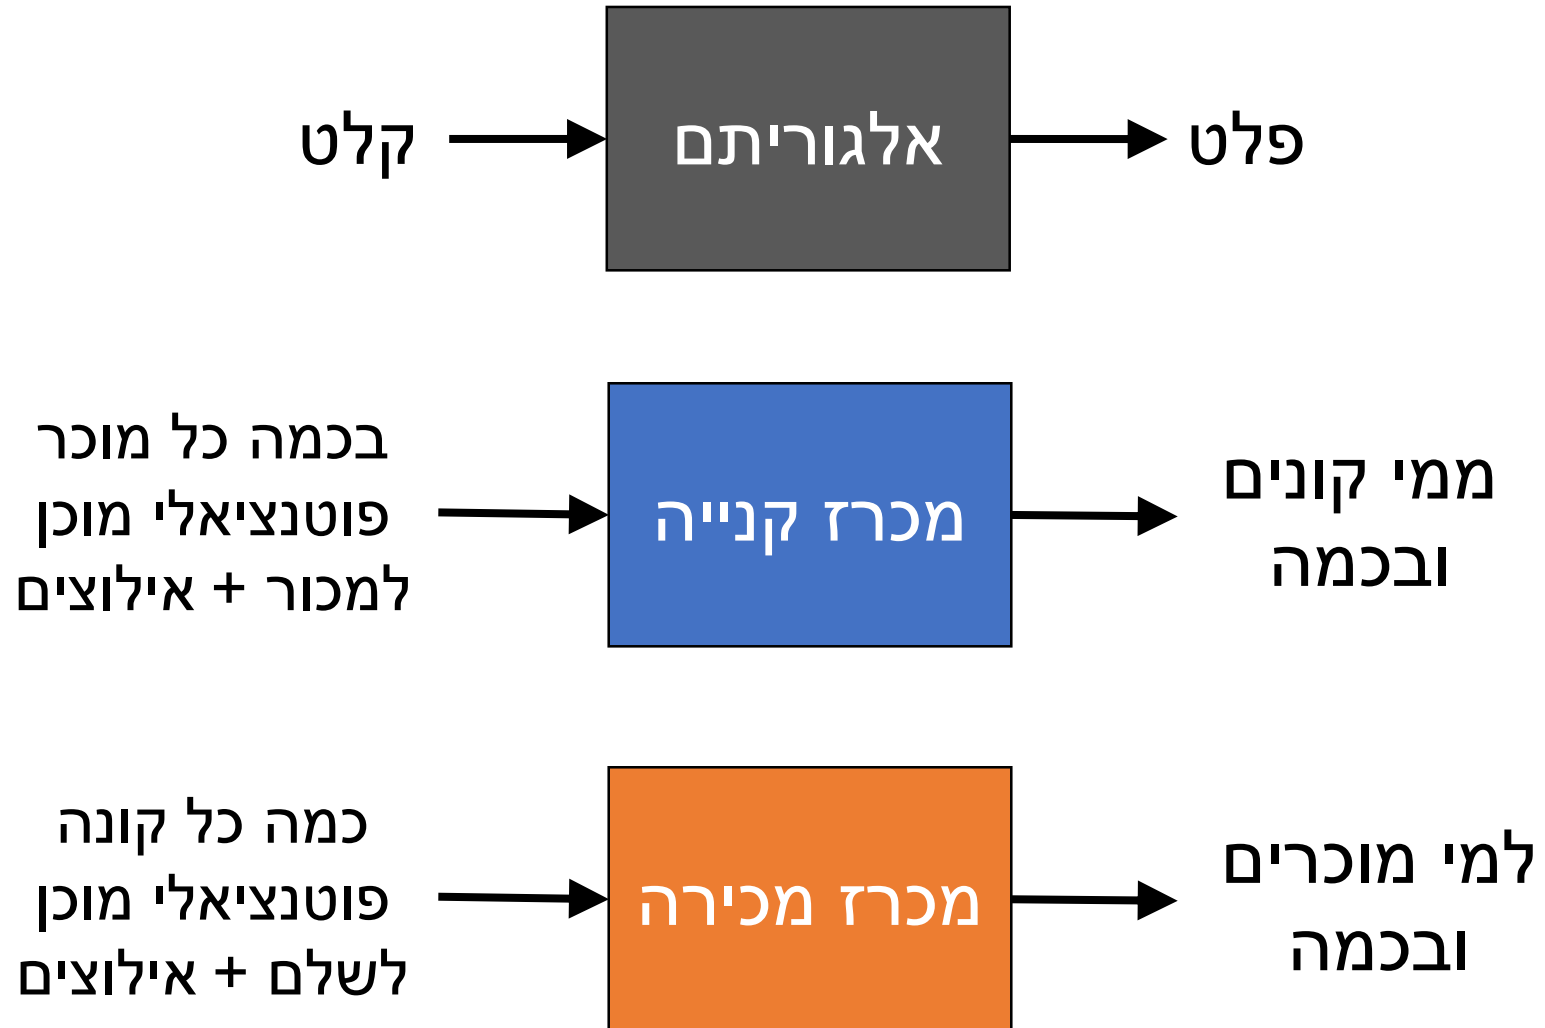 קלט
אלגוריתם
פלט
בכמה כל מוכר
פוטנציאלי מוכן
למכור + אילוצים
מכרז קנייה
ממי קונים
ובכמה
כמה כל קונה
פוטנציאלי מוכן
לשלם + אילוצים
מכרז מכירה
למי מוכרים
ובכמה